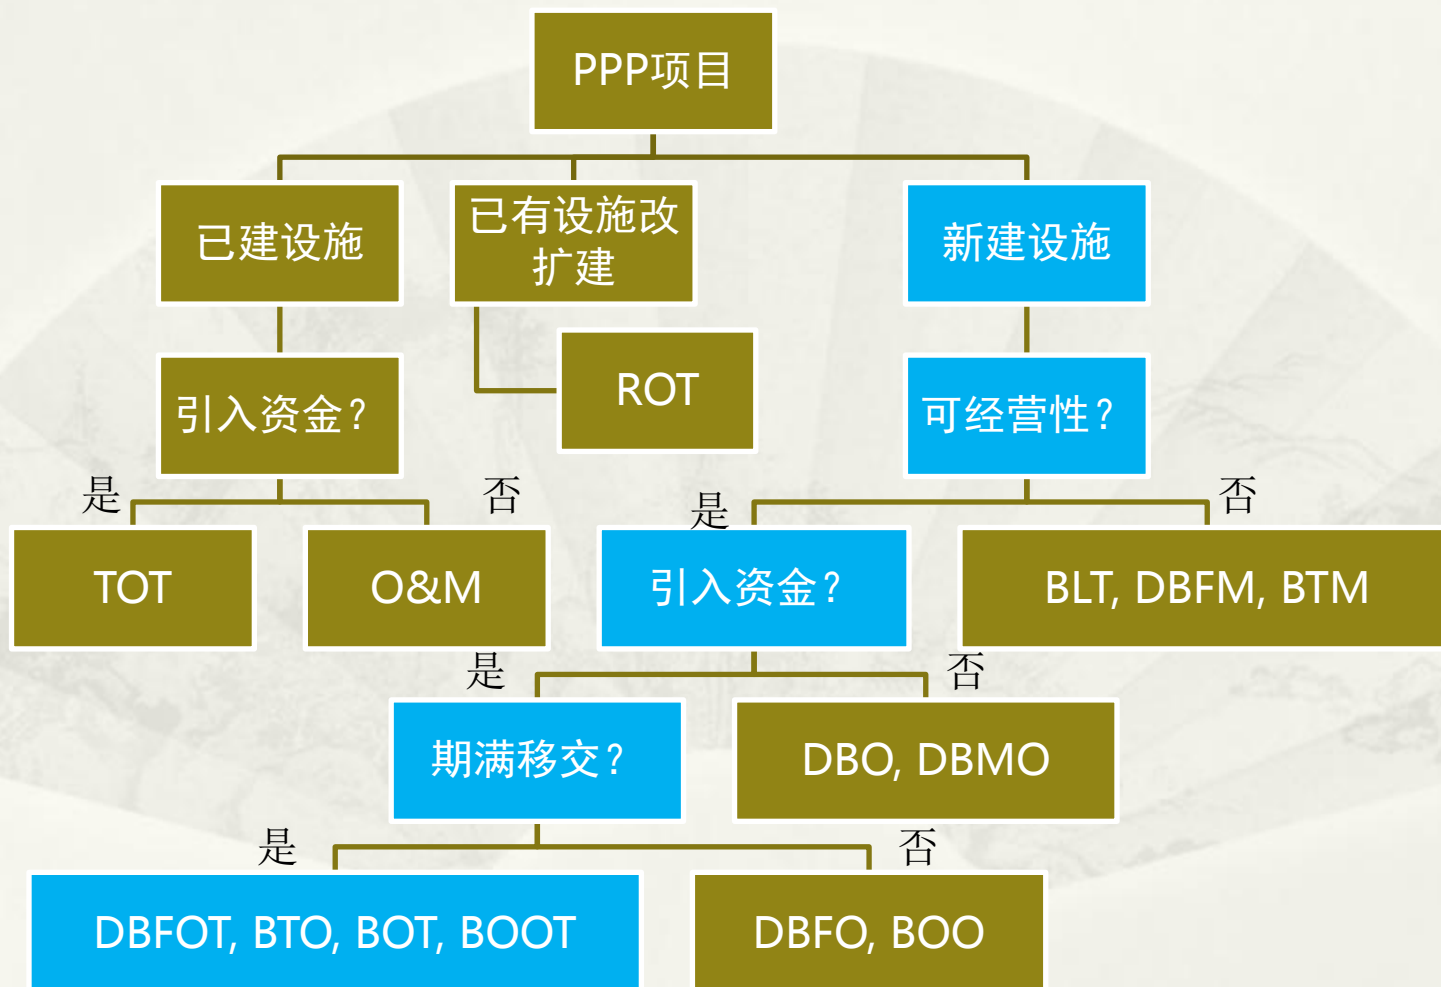 PPP项目
已建设施
已有设施改
扩建
新建设施
引入资金?
ROT
可经营性?
是
否
是
否
TOT
O&M
引入资金?
BLT, DBFM, BTM
是
否
期满移交?
DBO, DBMO
是
否
DBFOT, BTO, BOT, BOOT
DBFO, BOO